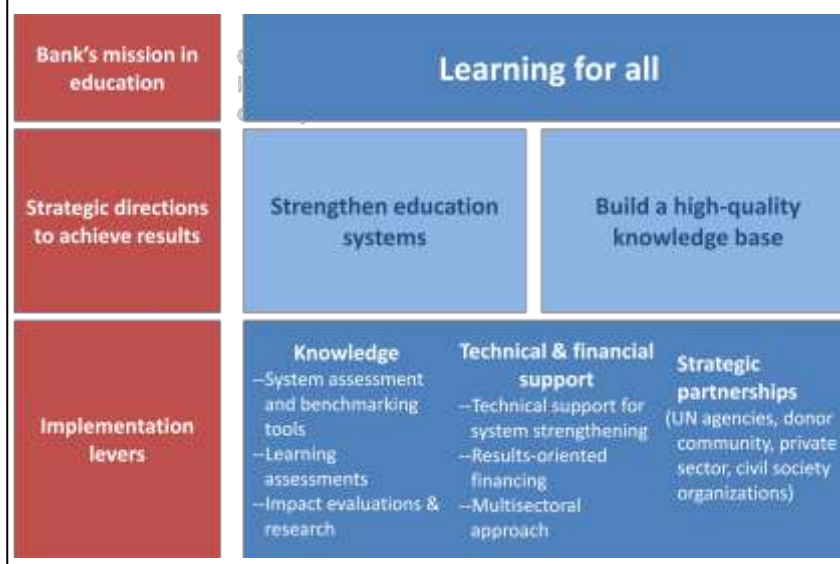 Bank's mission in
education
Learning for all
Strategic directions
to achieve results
Strengthen education
systems
Build a high-quality
knowledge base
Implementation
levers
Knowledge
--System assessment
and benchmarking
tools
--Learning
assessments
--Impact evaluations &
research
Technical & financial
support
--Technical support for
system strengthening
--Results-oriented
financing
--Multisectoral
approach
Strategic
partnerships
(UN agencies, donor
community, private
sector, civil society
organizations)